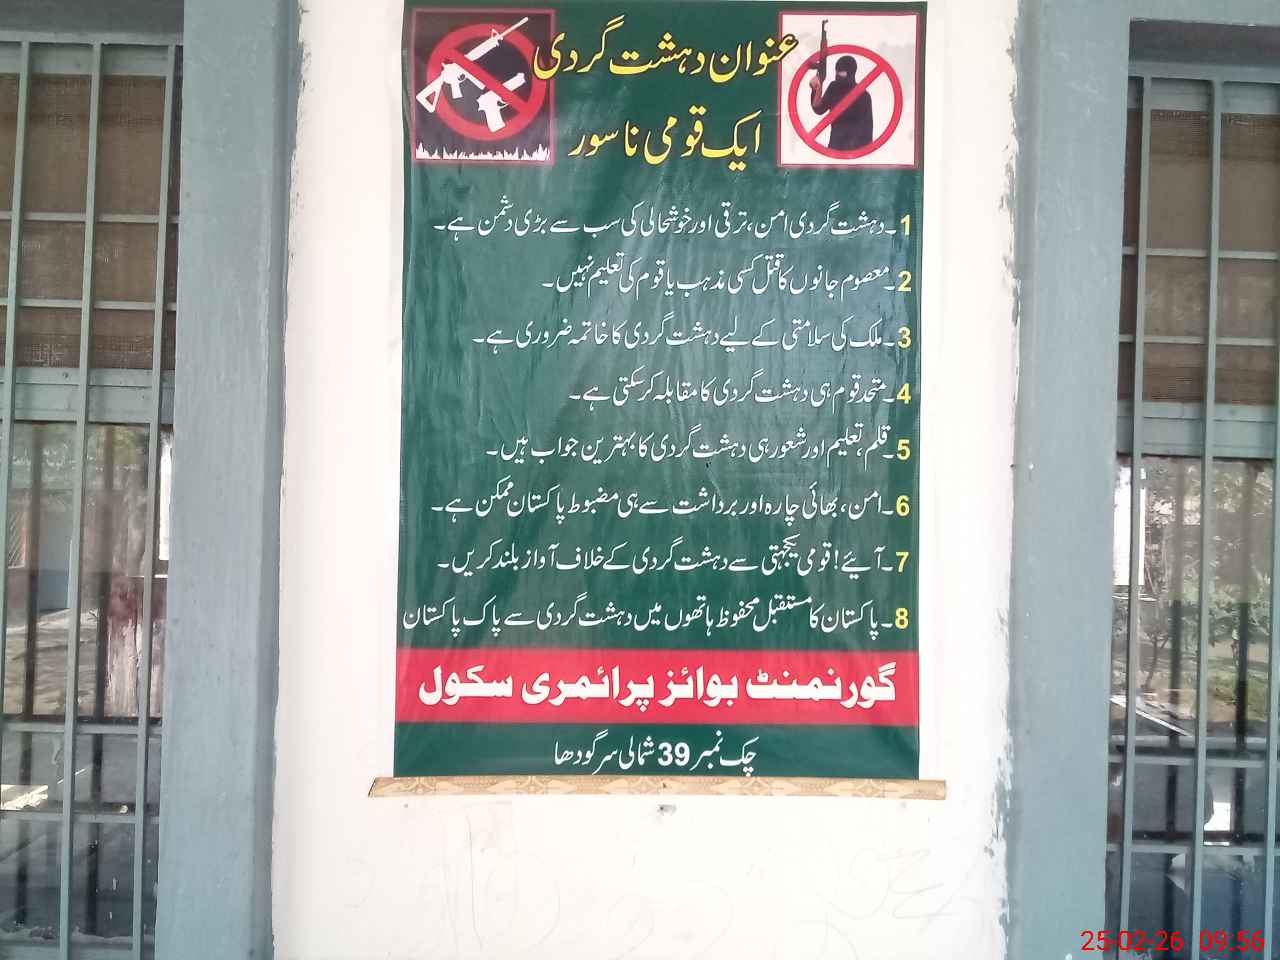 عنوان دہشت گردی
ایک قومی ناسور
1۔دہشت گردی امن، ترقی اور خوشحالی کی سب سے بڑی دشمن ہے۔
2۔معصوم جانوں کا قتل کسی مذہب یا قوم کی تعلیم نہیں۔
3۔ملک کی سلامتی کے لیے دہشت گردی کا خاتمہ ضروری ہے۔
4۔متحد قوم ہی دہشت گردی کا مقابلہ کر سکتی ہے۔
5۔قلم، تعلیم اور شعور ہی دہشت گردی کا بہترین جواب ہیں۔
6۔امن، بھائی چارہ اور برداشت سے ہی مضبوط پاکستان ممکن ہے۔
7۔آیئے! قومی یکجہتی سے دہشت گردی کے خلاف آواز بلند کریں۔
8۔پاکستان کا مستقبل محفوظ ہاتھوں میں دہشت گردی سے پاک پاکستان
گورنمنٹ بوائز پرائمری سکول
چک نمبر 39 شمالی سرگودھا
25-02-26 09:56